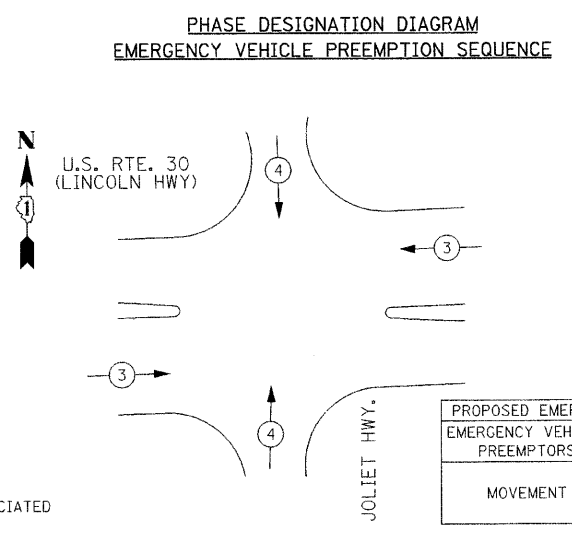 PHASE DESIGNATION DIAGRAM
EMERGENCY VEHICLE PREEMPTION SEQUENCE
N
1
U.S. RTE. 30
(LINCOLN HWY)
4
3
3
4
JOLIET HWY.
PROPOSED EMER
EMERGENCY VEH
PREEMPTORS
MOVEMENT
CIATED